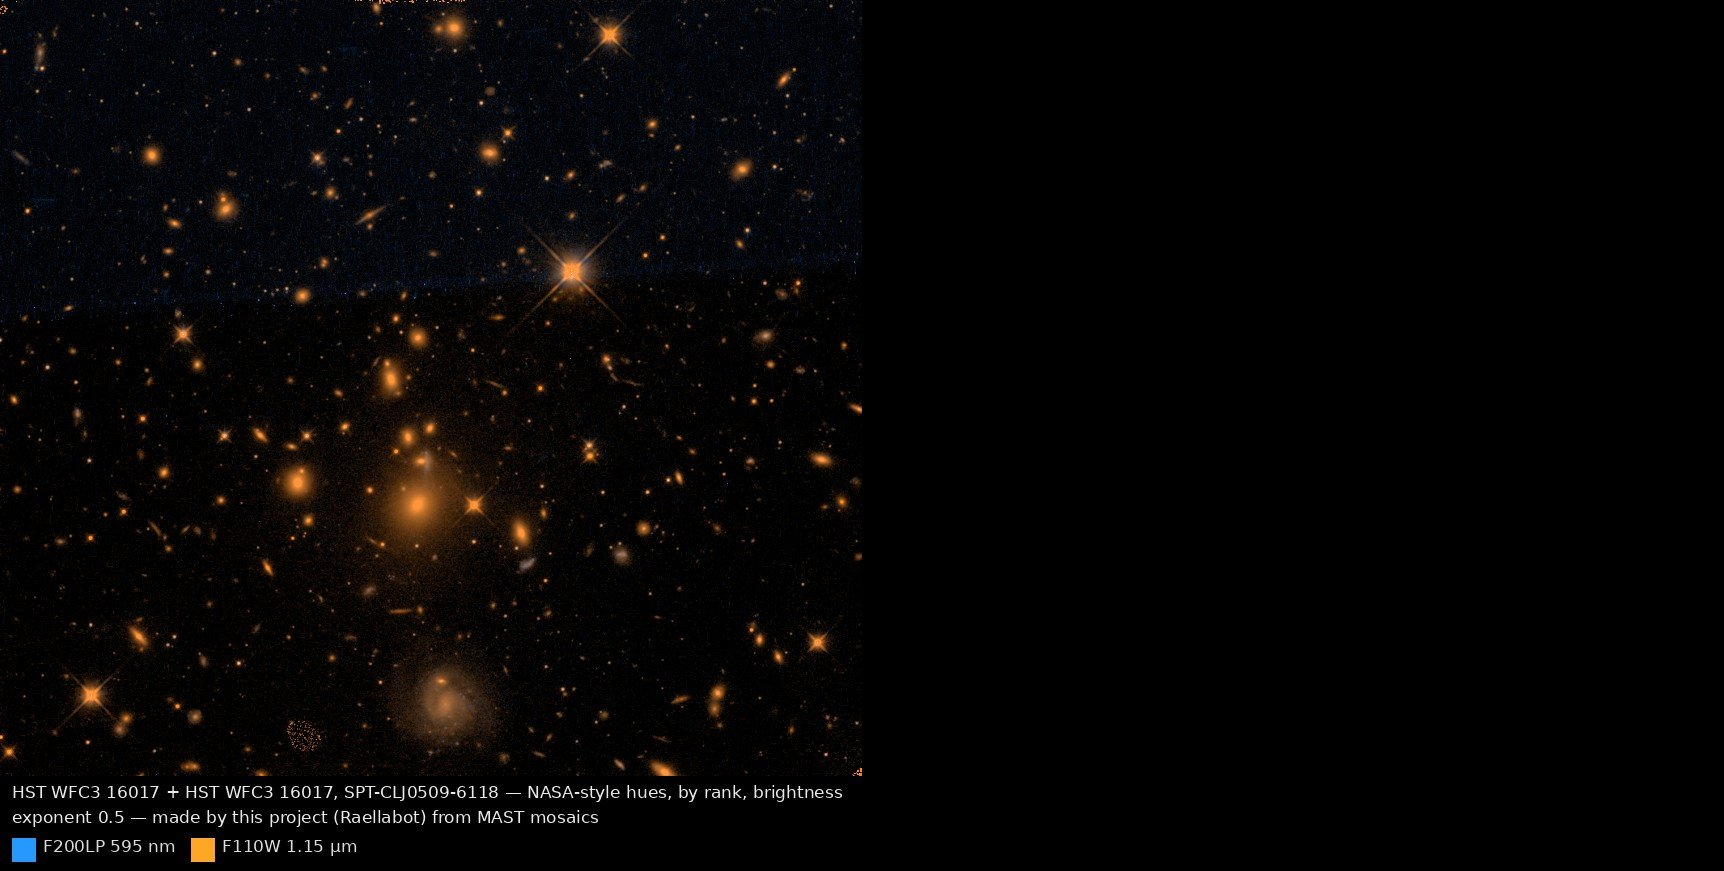 HST WFC3 16017 + HST WFC3 16017, SPT-CLJ0509-6118 — NASA-style hues, by rank, brightness
exponent 0.5 — made by this project (Raellabot) from MAST mosaics
F200LP 595 nm F110W 1.15 µm